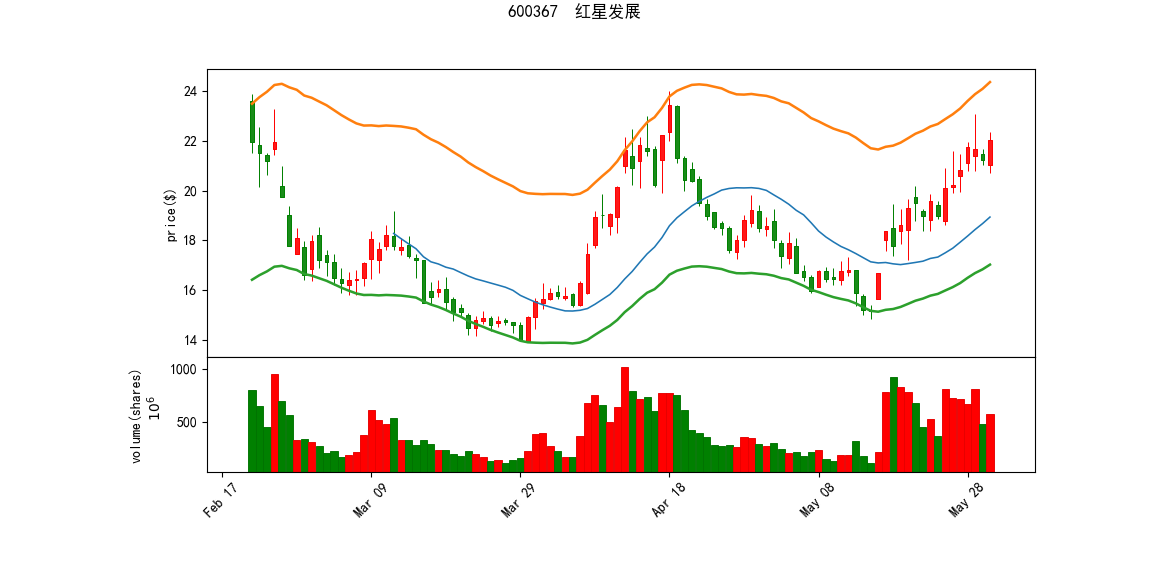 600367 红星发展
price($)
24
22
20
18
16
14
volume(shares)
10^6
1000
500
Feb 17
Mar 09
Mar 29
Apr 18
May 08
May 28